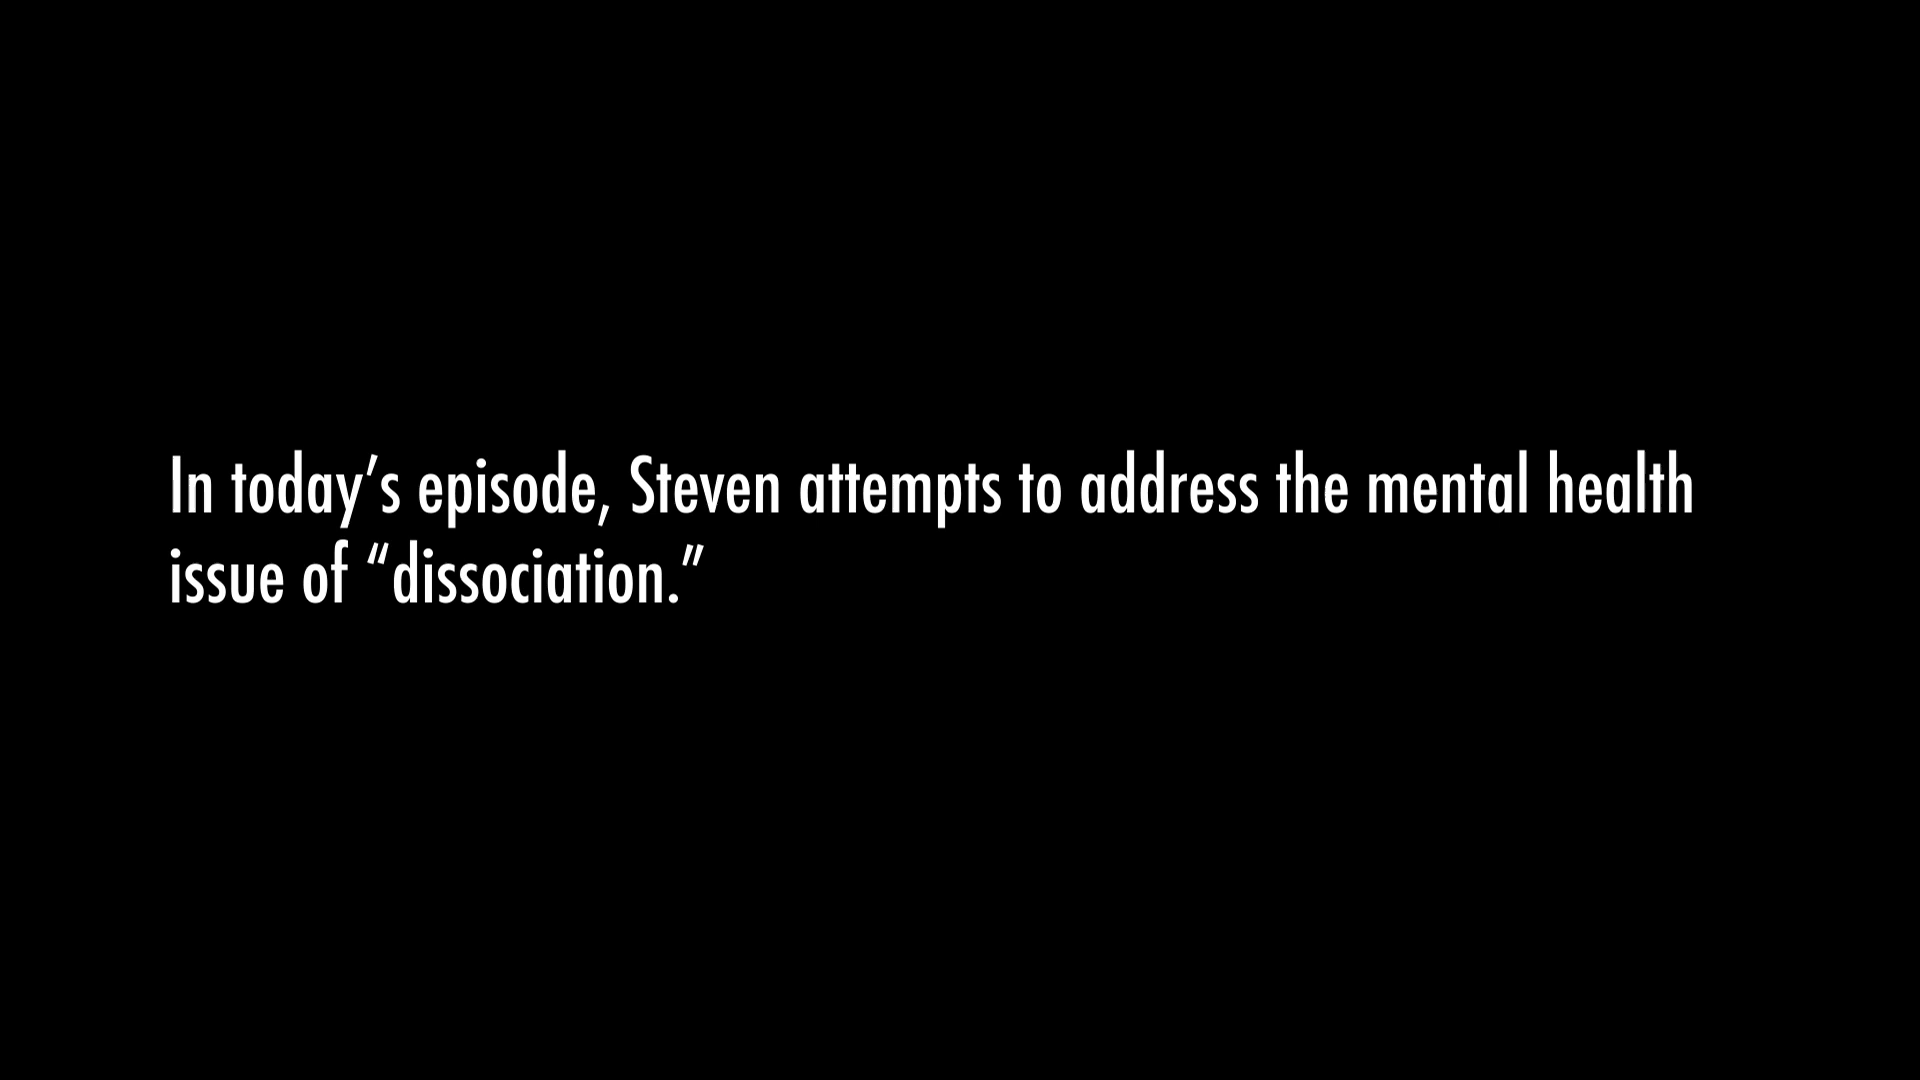 In today’s episode, Steven attempts to address the mental health
issue of “dissociation.”